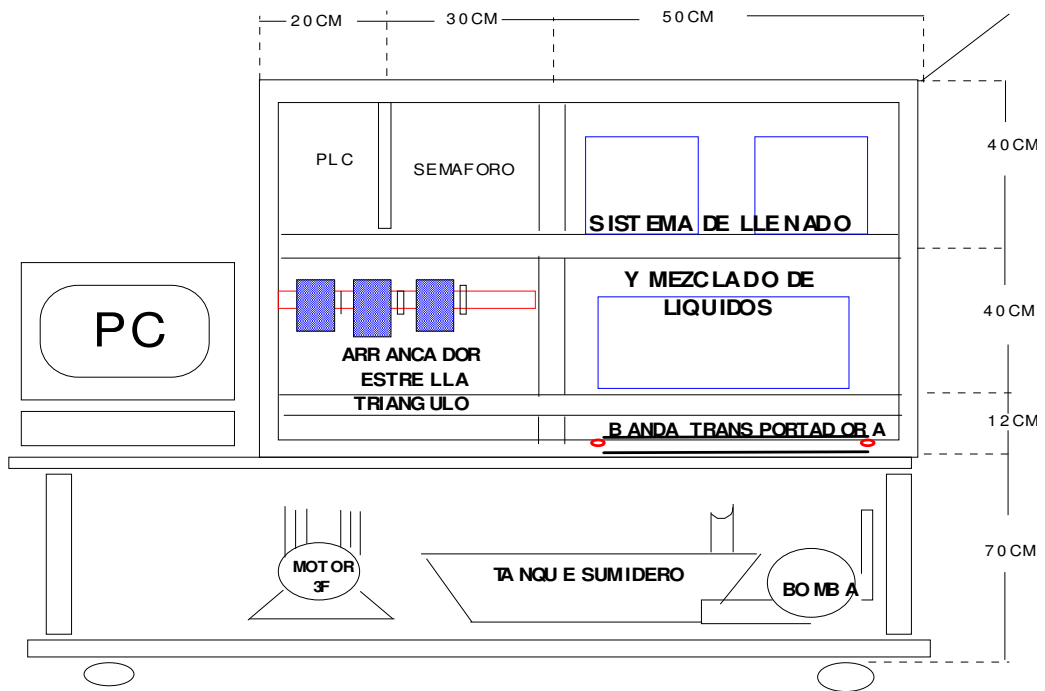 20CM
30CM
50CM
40CM
PLC
SEMAFORO
SISTEMA DE LLENADO
Y MEZCLADO DE
LIQUIDOS
40CM
PC
ARRANCADOR
ESTRELLA
TRIANGULO
12CM
BANDA TRANSPORTADORA
70CM
MOTOR
3F
TANQUE SUMIDERO
BOMBA